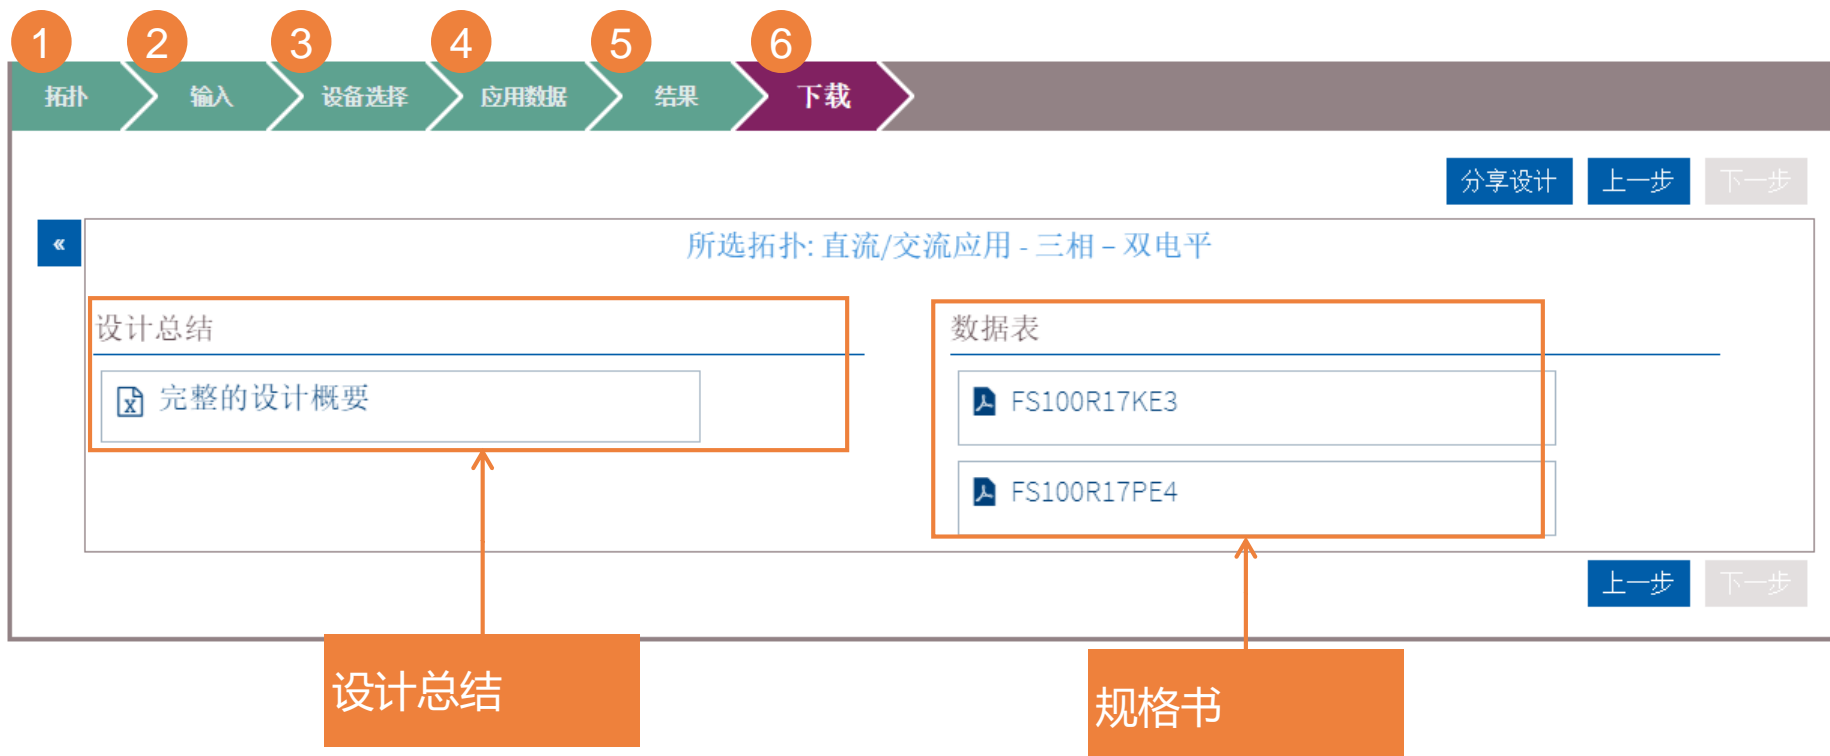 1 2 3 4 5 6
拓扑 输入 设备选择 应用数据 结果 下载
分享设计 上一步 下一步
«
所选拓扑: 直流/交流应用 - 三相 – 双电平
设计总结
完整的设计概要
数据表
FS100R17KE3
FS100R17PE4
上一步 下一步
设计总结
规格书